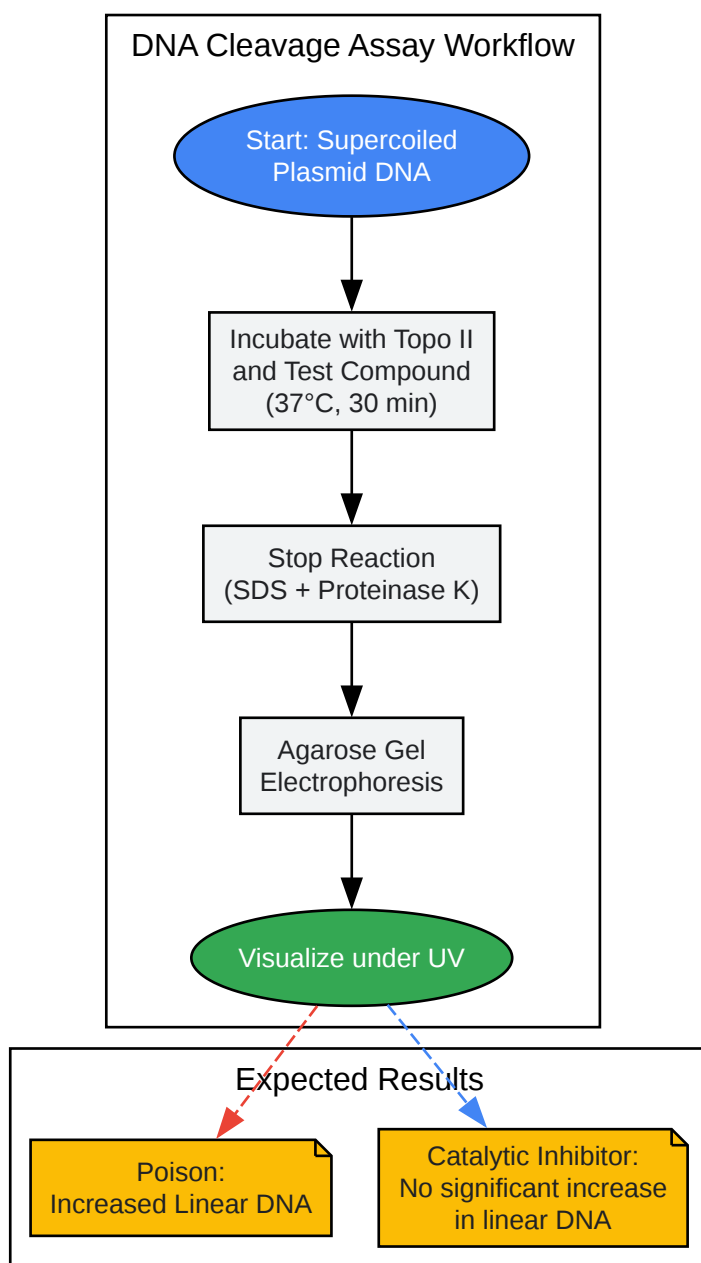 DNA Cleavage Assay Workflow
Start: Supercoiled
Plasmid DNA
Incubate with Topo II
and Test Compound
(37°C, 30 min)
Stop Reaction
(SDS + Proteinase K)
Agarose Gel
Electrophoresis
Visualize under UV
Expected Results
Poison:
Increased Linear DNA
Catalytic Inhibitor:
No significant increase
in linear DNA